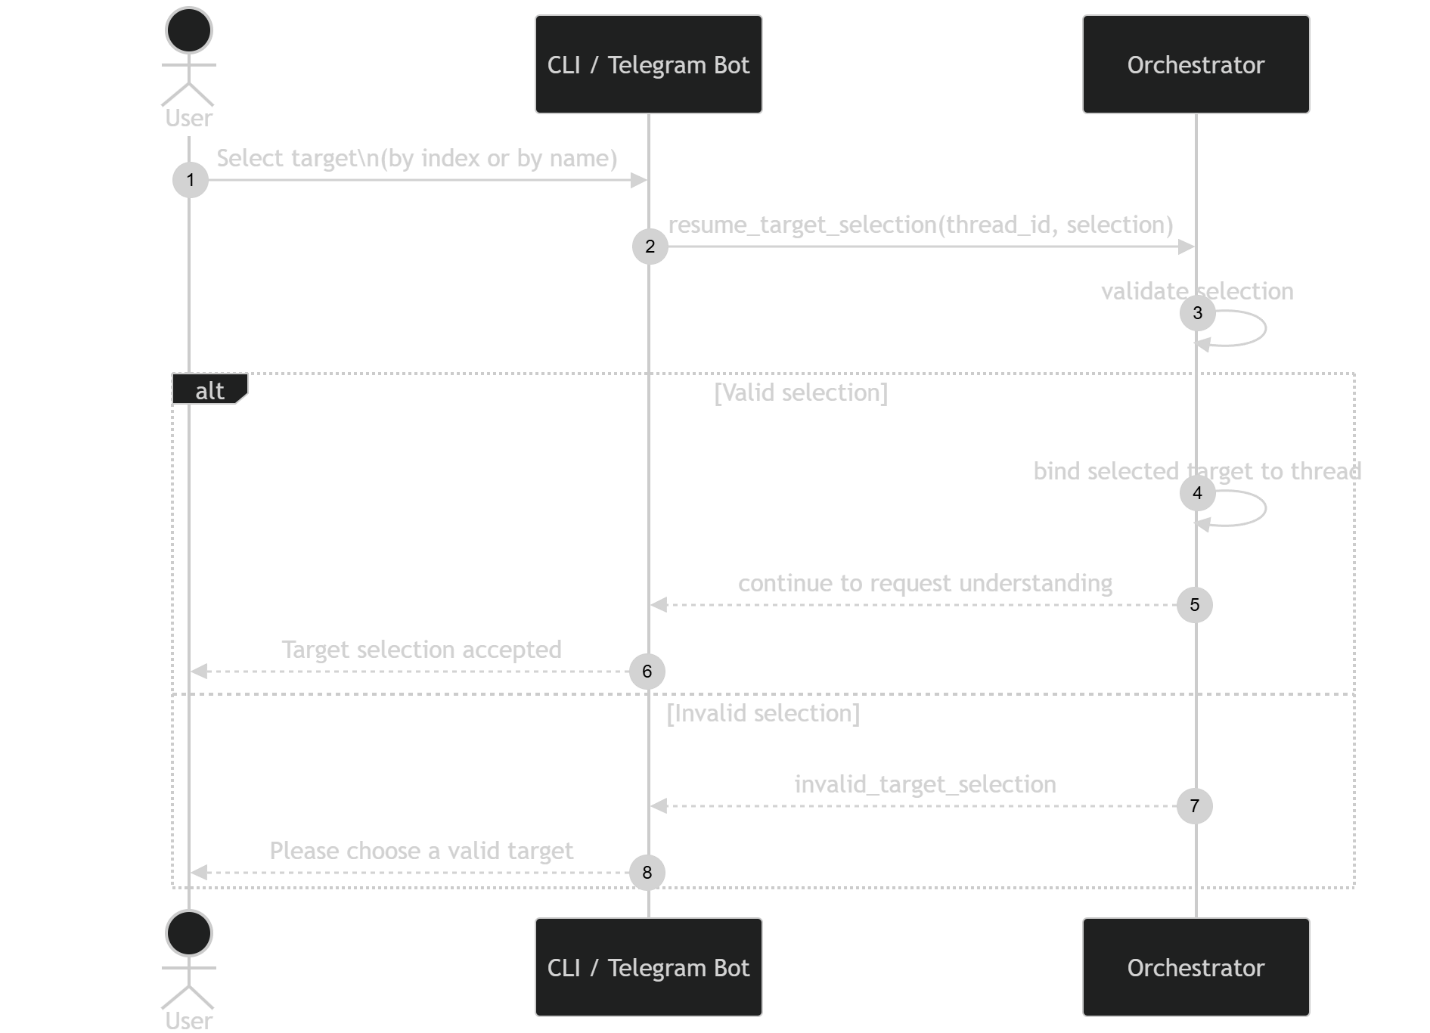 User
CLI / Telegram Bot
Orchestrator
Select target\n(by index or by name)
1
resume_target_selection(thread_id, selection)
2
validate selection
3
alt
[Valid selection]
bind selected target to thread
4
continue to request understanding
5
Target selection accepted
6
[Invalid selection]
invalid_target_selection
7
Please choose a valid target
8
User
CLI / Telegram Bot
Orchestrator